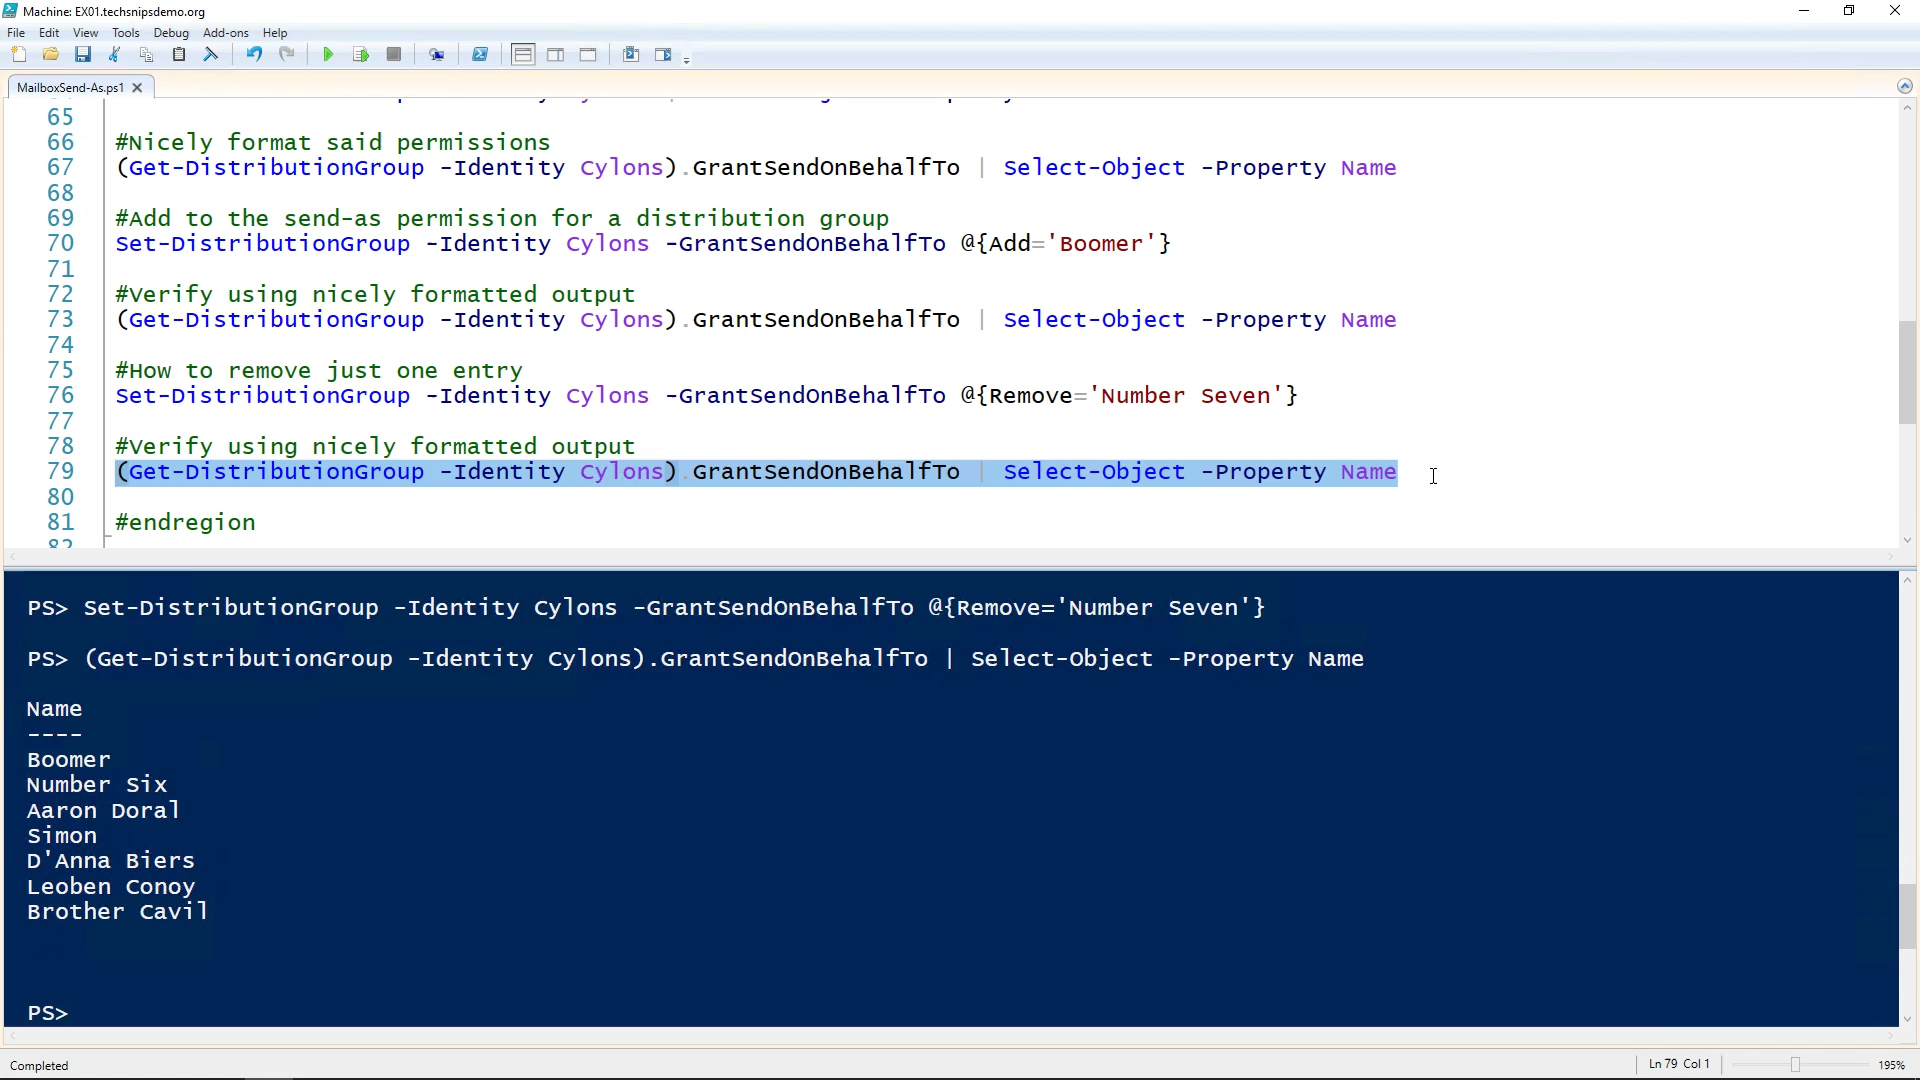 Machine: EX01.techsnipsdemo.org
File Edit View Tools Debug Add-ons Help
MailboxSend-As.ps1
65
66 #Nicely format said permissions
67 (Get-DistributionGroup -Identity Cylons).GrantSendOnBehalfTo | Select-Object -Property Name
68
69 #Add to the send-as permission for a distribution group
70 Set-DistributionGroup -Identity Cylons -GrantSendOnBehalfTo @{Add='Boomer'}
71
72 #Verify using nicely formatted output
73 (Get-DistributionGroup -Identity Cylons).GrantSendOnBehalfTo | Select-Object -Property Name
74
75 #How to remove just one entry
76 Set-DistributionGroup -Identity Cylons -GrantSendOnBehalfTo @{Remove='Number Seven'}
77
78 #Verify using nicely formatted output
79 (Get-DistributionGroup -Identity Cylons).GrantSendOnBehalfTo | Select-Object -Property Name
80
81 #endregion
82
PS> Set-DistributionGroup -Identity Cylons -GrantSendOnBehalfTo @{Remove='Number Seven'}
PS> (Get-DistributionGroup -Identity Cylons).GrantSendOnBehalfTo | Select-Object -Property Name
Name
----
Boomer
Number Six
Aaron Doral
Simon
D'Anna Biers
Leoben Conoy
Brother Cavil
PS>
Completed Ln 79 Col 1 195%